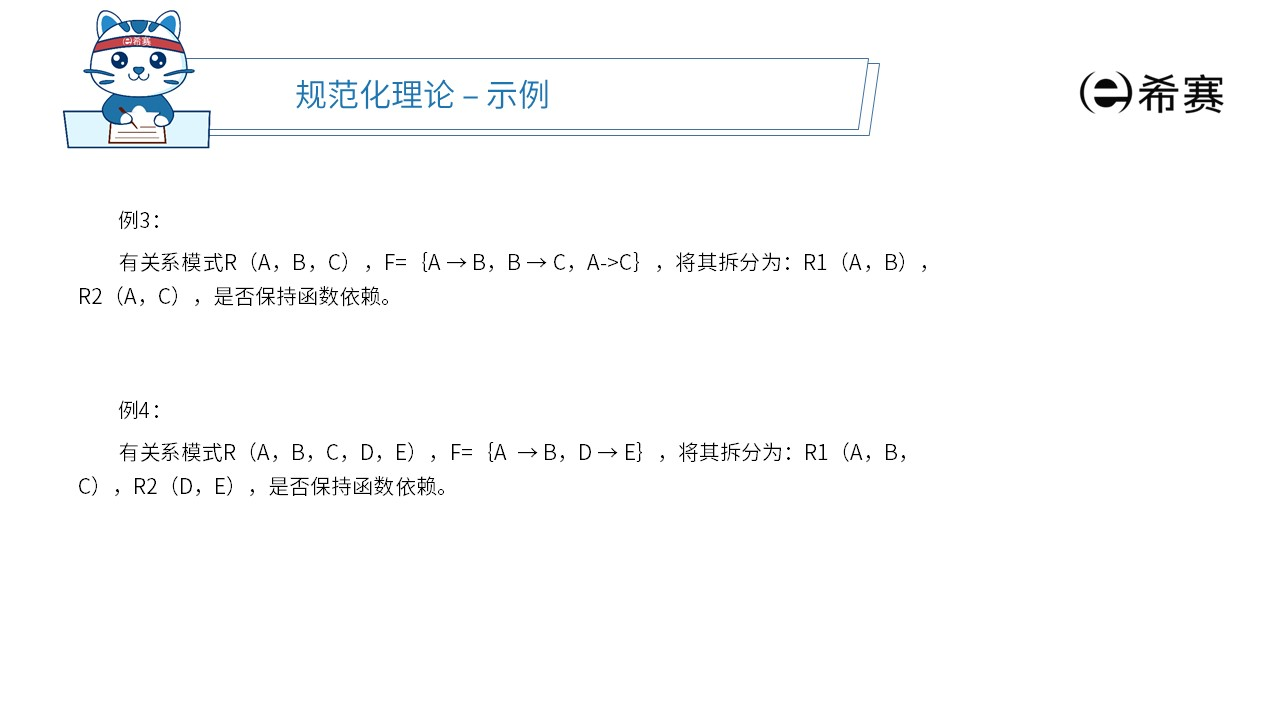 希赛
规范化理论 – 示例
希赛
例3：
有关系模式R（A，B，C），F=｛A → B，B → C，A->C｝，将其拆分为：R1（A，B），
R2（A，C），是否保持函数依赖。
例4：
有关系模式R（A，B，C，D，E），F=｛A → B，D → E｝，将其拆分为：R1（A，B，
C），R2（D，E），是否保持函数依赖。